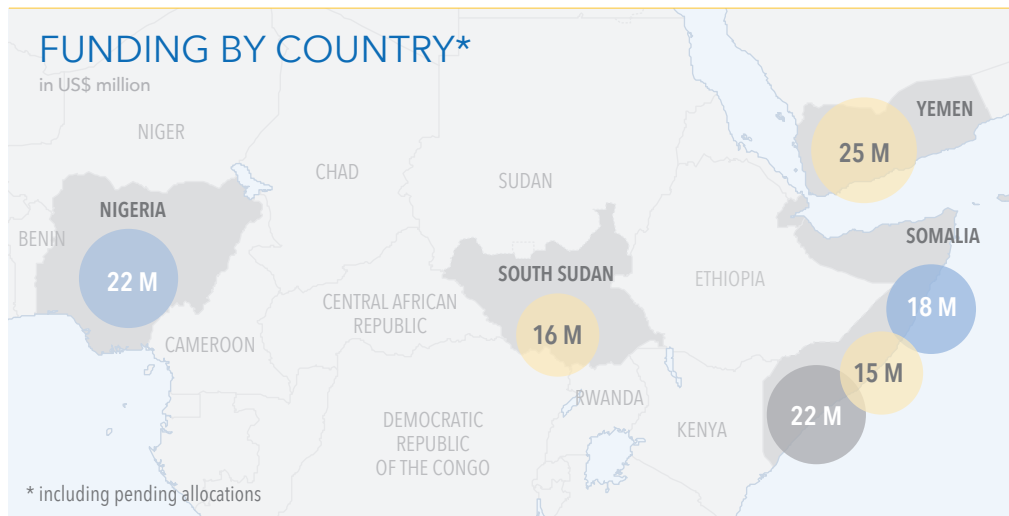 FUNDING BY COUNTRY*
in US$ million
NIGER
CHAD
SUDAN
YEMEN
25 M
NIGERIA
BENIN
22 M
SOUTH SUDAN
16 M
ETHIOPIA
SOMALIA
18 M
CENTRAL AFRICAN
REPUBLIC
CAMEROON
15 M
22 M
RWANDA
KENYA
DEMOCRATIC
REPUBLIC
OF THE CONGO
* including pending allocations